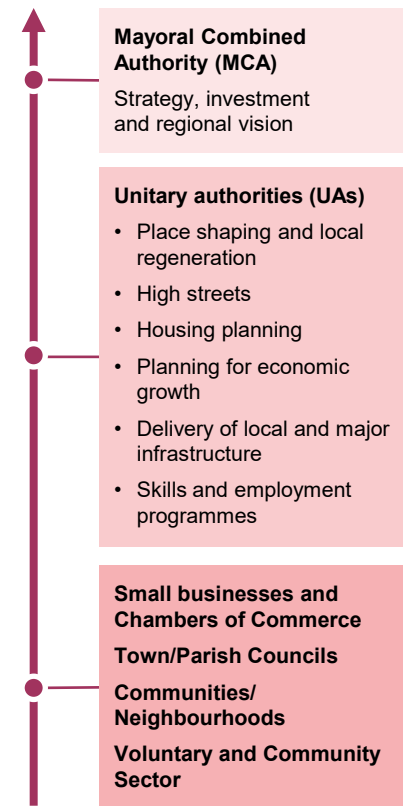 Mayoral Combined
Authority (MCA)
Strategy, investment
and regional vision
Unitary authorities (UAs)
• Place shaping and local
regeneration
• High streets
• Housing planning
• Planning for economic
growth
• Delivery of local and major
infrastructure
• Skills and employment
programmes
Small businesses and
Chambers of Commerce
Town/Parish Councils
Communities/
Neighbourhoods
Voluntary and Community
Sector